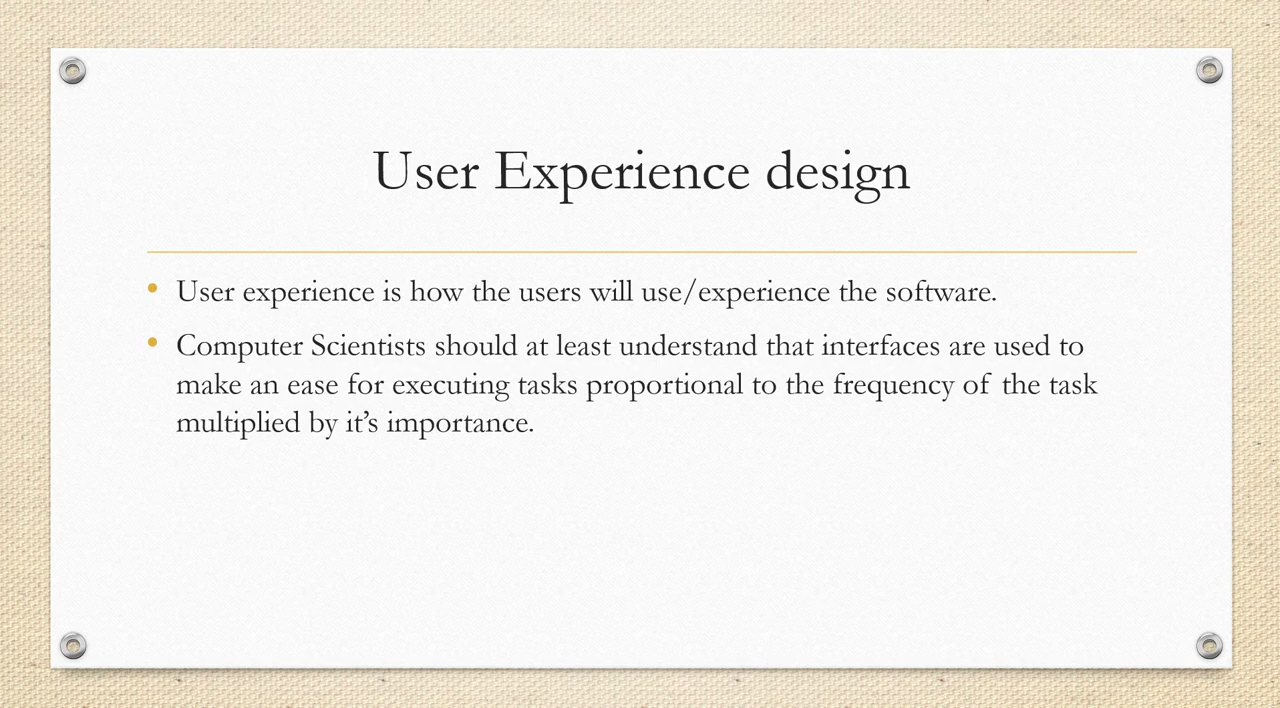 User Experience design
• User experience is how the users will use/experience the software.
• Computer Scientists should at least understand that interfaces are used to
make an ease for executing tasks proportional to the frequency of the task
multiplied by it’s importance.